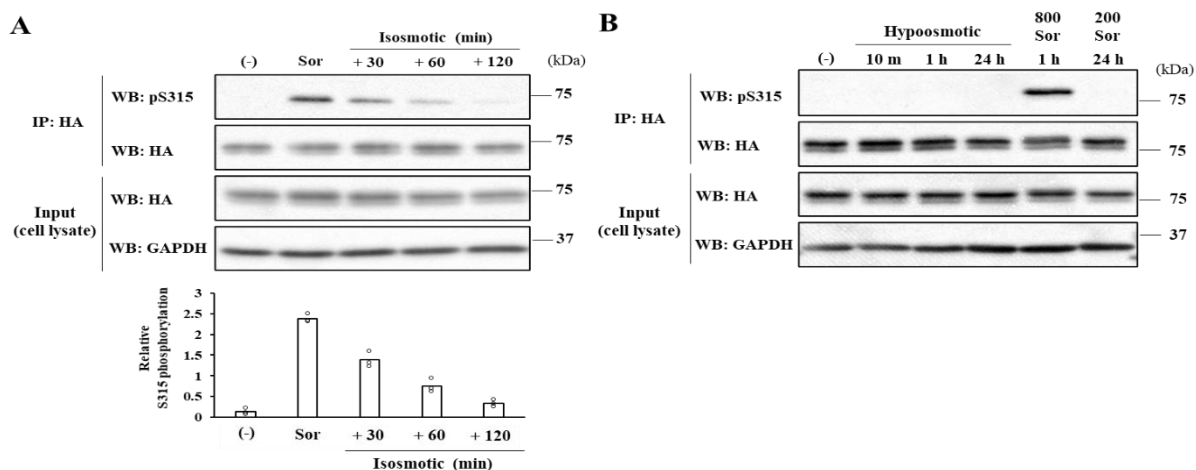 A
Isosmotic (min)
(-) Sor + 30 + 60 + 120 (kDa)
IP: HA
WB: pS315 75
WB: HA 75
Input
(cell lysate)
WB: HA 75
WB: GAPDH 37
Relative
S315 phosphorylation
3
2.5
2
1.5
1
0.5
0
(-) Sor + 30 + 60 + 120
Isosmotic (min)
B
Hypoosmotic 800 Sor 200 Sor
(-) 10 m 1 h 24 h 1 h 24 h (kDa)
IP: HA
WB: pS315 75
WB: HA 75
Input
(cell lysate)
WB: HA 75
WB: GAPDH 37